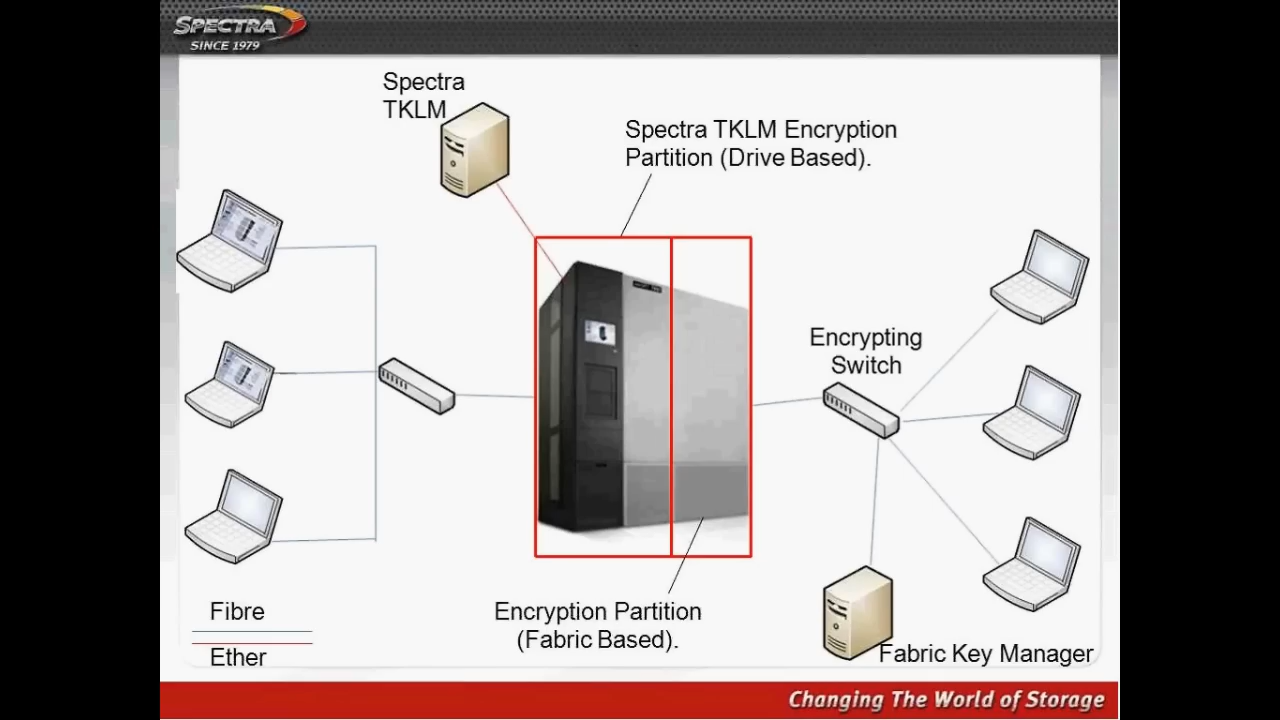 SPECTRA
SINCE 1979
Spectra
TKLM
Spectra TKLM Encryption
Partition (Drive Based).
Encrypting
Switch
Fibre
Ether
Encryption Partition
(Fabric Based).
Fabric Key Manager
Changing The World of Storage